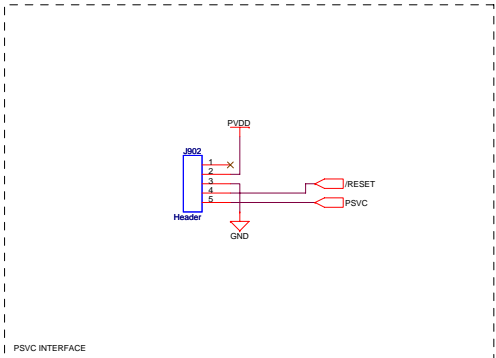 PVDD
J902
1
2
3
4
5
/RESET
PSVC
Header
GND
PSVC INTERFACE